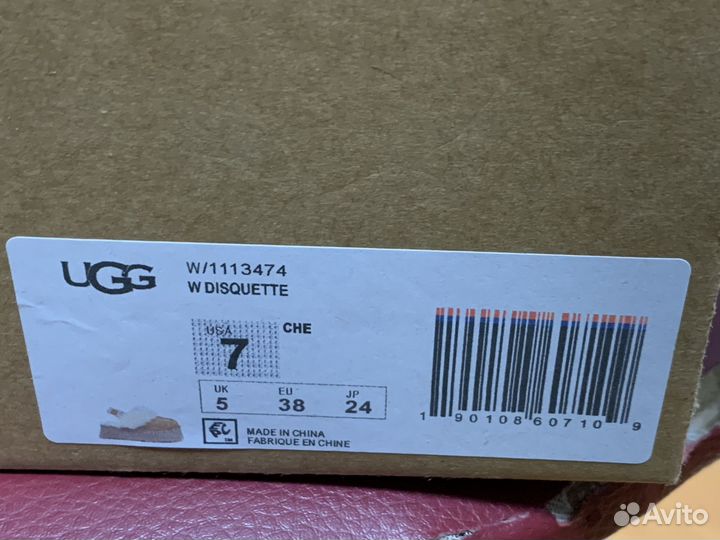 UGG
W/1113474
W DISQUETTE
USA
7
CHE
UK EU JP
5 38 24
MADE IN CHINA
FABRIQUE EN CHINE
1 90108 60710 9
Avito